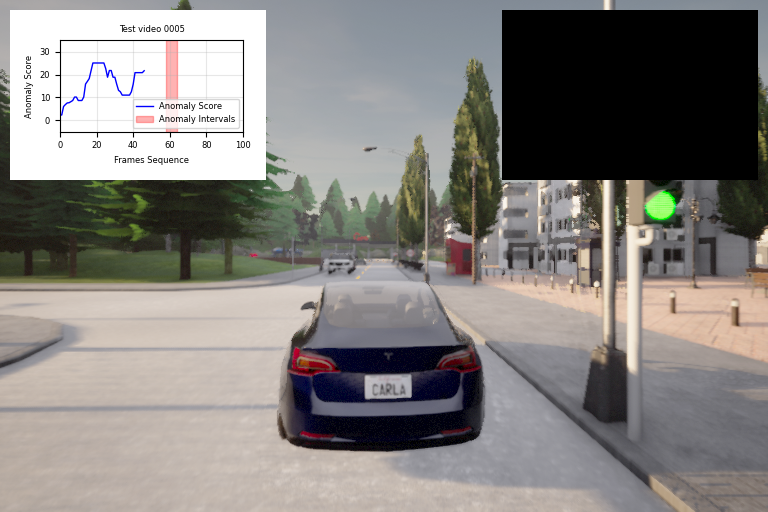 Test video 0005
Anomaly Score
30
20
10
0
Anomaly Score
Anomaly Intervals
0 20 40 60 80 100
Frames Sequence
CARLA